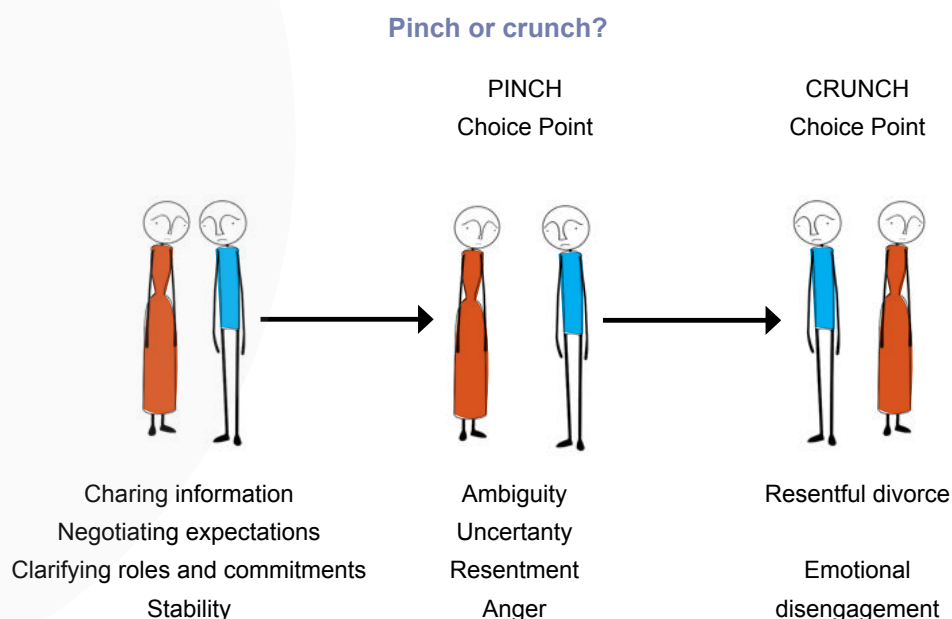 Pinch or crunch?
PINCH
Choice Point
CRUNCH
Choice Point
Charing information
Negotiating expectations
Clarifying roles and commitments
Stability
Ambiguity
Uncertanty
Resentment
Anger
Resentful divorce
Emotional
disengagement